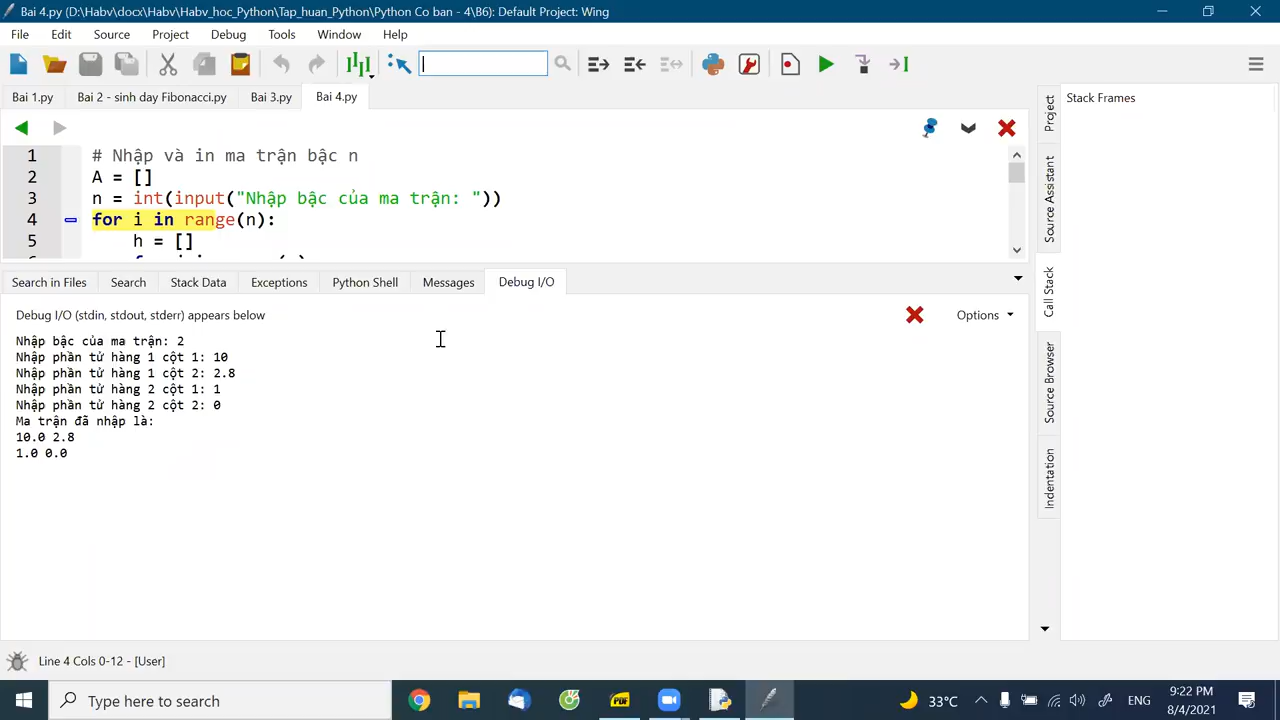 Bai 4.py (D:\Habv\docx\Habv\Habv_hoc_Python\Tap_huan_Python\Python Co ban - 4\B6): Default Project: Wing
File Edit Source Project Debug Tools Window Help
Bai 1.py Bai 2 - sinh day Fibonacci.py Bai 3.py Bai 4.py
Stack Frames
1 # Nhập và in ma trận bậc n
2 A = []
3 n = int(input("Nhập bậc của ma trận: "))
4 for i in range(n):
5 h = []
Search in Files Search Stack Data Exceptions Python Shell Messages Debug I/O
Debug I/O (stdin, stdout, stderr) appears below
Options
Nhập bậc của ma trận: 2
Nhập phần tử hàng 1 cột 1: 10
Nhập phần tử hàng 1 cột 2: 2.8
Nhập phần tử hàng 2 cột 1: 1
Nhập phần tử hàng 2 cột 2: 0
Ma trận đã nhập là:
10.0 2.8
1.0 0.0
Project
Source Assistant
Call Stack
Source Browser
Indentation
Line 4 Cols 0-12 - [User]
Type here to search
PDF
33°C
ENG
9:22 PM
8/4/2021